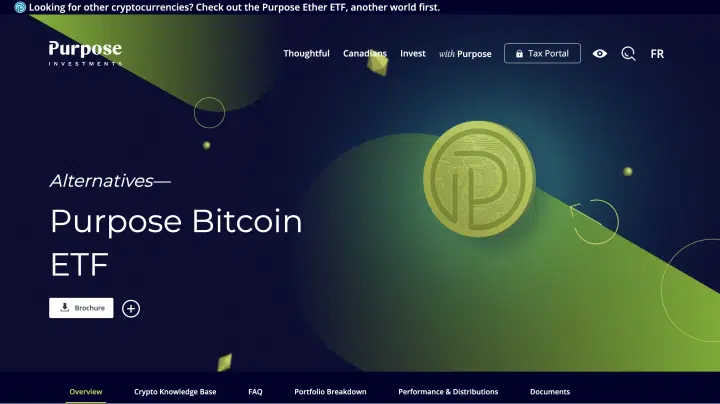 Looking for other cryptocurrencies? Check out the Purpose Ether ETF, another world first.
Purpose
INVESTMENTS
Thoughtful Canadians Invest with Purpose Tax Portal FR
Alternatives—
Purpose Bitcoin
ETF
Brochure
Overview Crypto Knowledge Base FAQ Portfolio Breakdown Performance & Distributions Documents